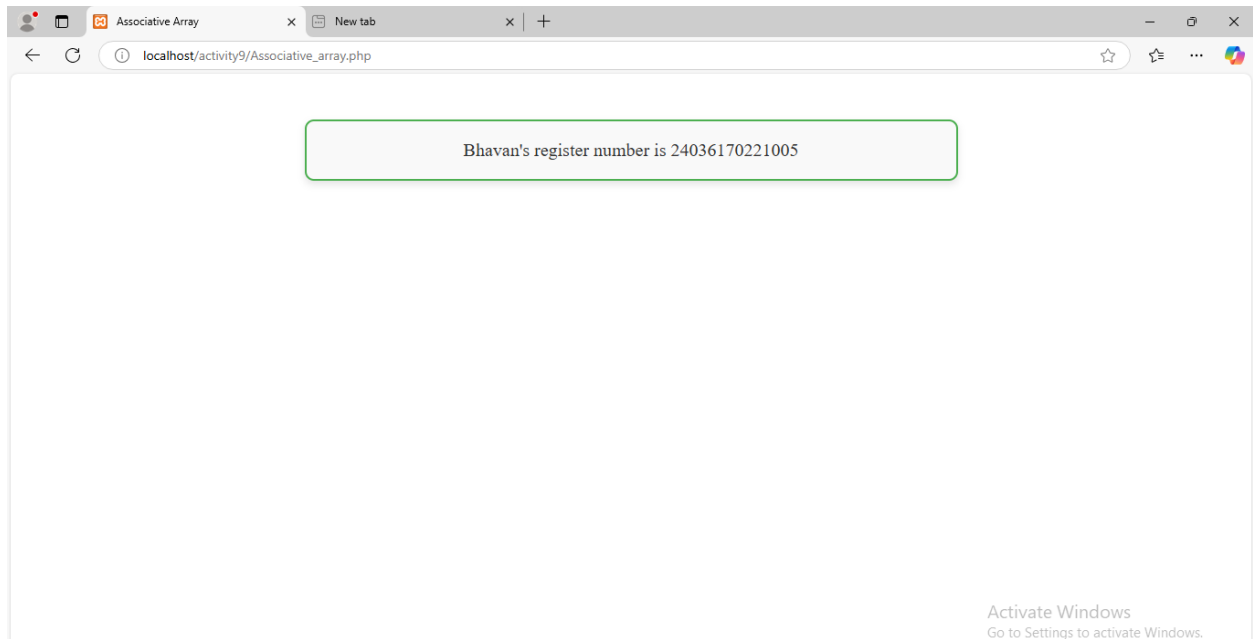 Associative Array
New tab
localhost/activity9/Associative_array.php
Bhavan's register number is 24036170221005
Activate Windows
Go to Settings to activate Windows.